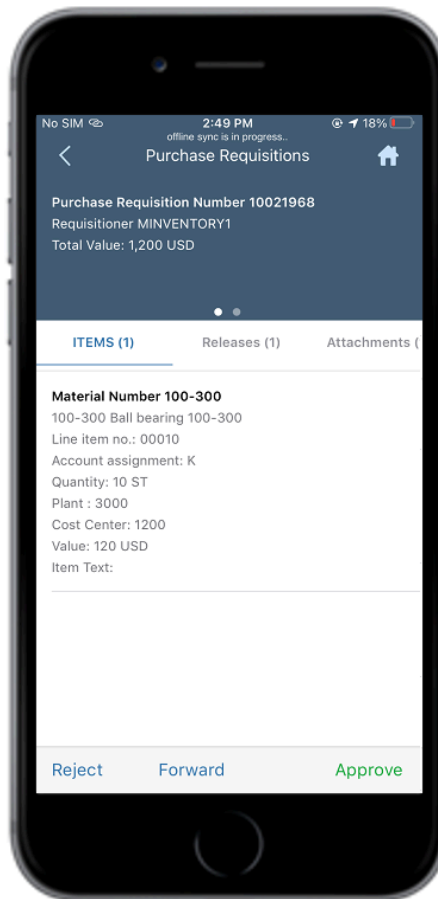 No SIM 2:49 PM 18%
offline sync is in progress..
Purchase Requisitions
Purchase Requisition Number 10021968
Requisitioner MINVENTORY1
Total Value: 1,200 USD
ITEMS (1) Releases (1) Attachments (
Material Number 100-300
100-300 Ball bearing 100-300
Line item no.: 00010
Account assignment: K
Quantity: 10 ST
Plant : 3000
Cost Center: 1200
Value: 120 USD
Item Text:
Reject Forward Approve